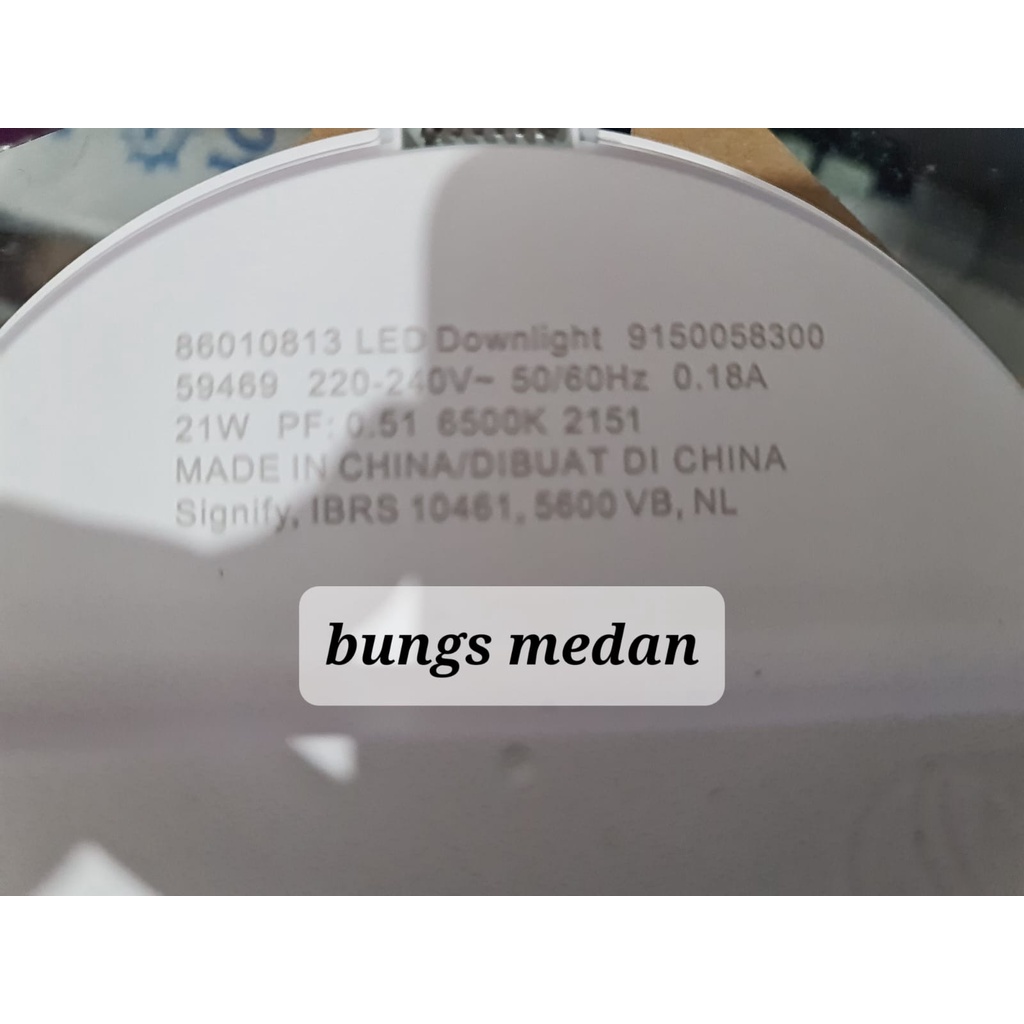 86010813 LED Downlight 9150058300
59469 220-240V~ 50/60Hz 0.18A
21W PF: 0.51 6500K 2151
MADE IN CHINA/DIBUAT DI CHINA
Signify, IBRS 10461, 5600 VB, NL
bungs medan